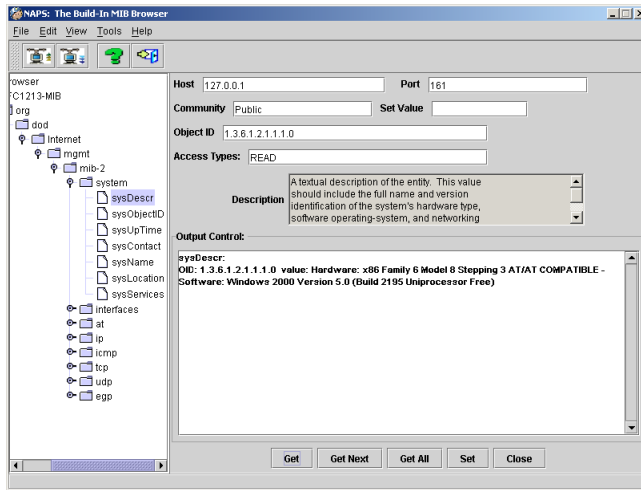 NAPS: The Build-In MIB Browser
File Edit View Tools Help
rowser
FC1213-MIB
org
dod
Internet
mgmt
mib-2
system
sysDescr
sysObjectID
sysUpTime
sysContact
sysName
sysLocation
sysServices
interfaces
at
ip
icmp
tcp
udp
egp
Host 127.0.0.1 Port 161
Community Public Set Value
Object ID 1.3.6.1.2.1.1.1.0
Access Types: READ
Description
A textual description of the entity. This value
should include the full name and version
identification of the system's hardware type,
software operating-system, and networking
Output Control:
sysDescr:
OID: 1.3.6.1.2.1.1.1.0 value: Hardware: x86 Family 6 Model 8 Stepping 3 AT/AT COMPATIBLE -
Software: Windows 2000 Version 5.0 (Build 2195 Uniprocessor Free)
Get Get Next Get All Set Close